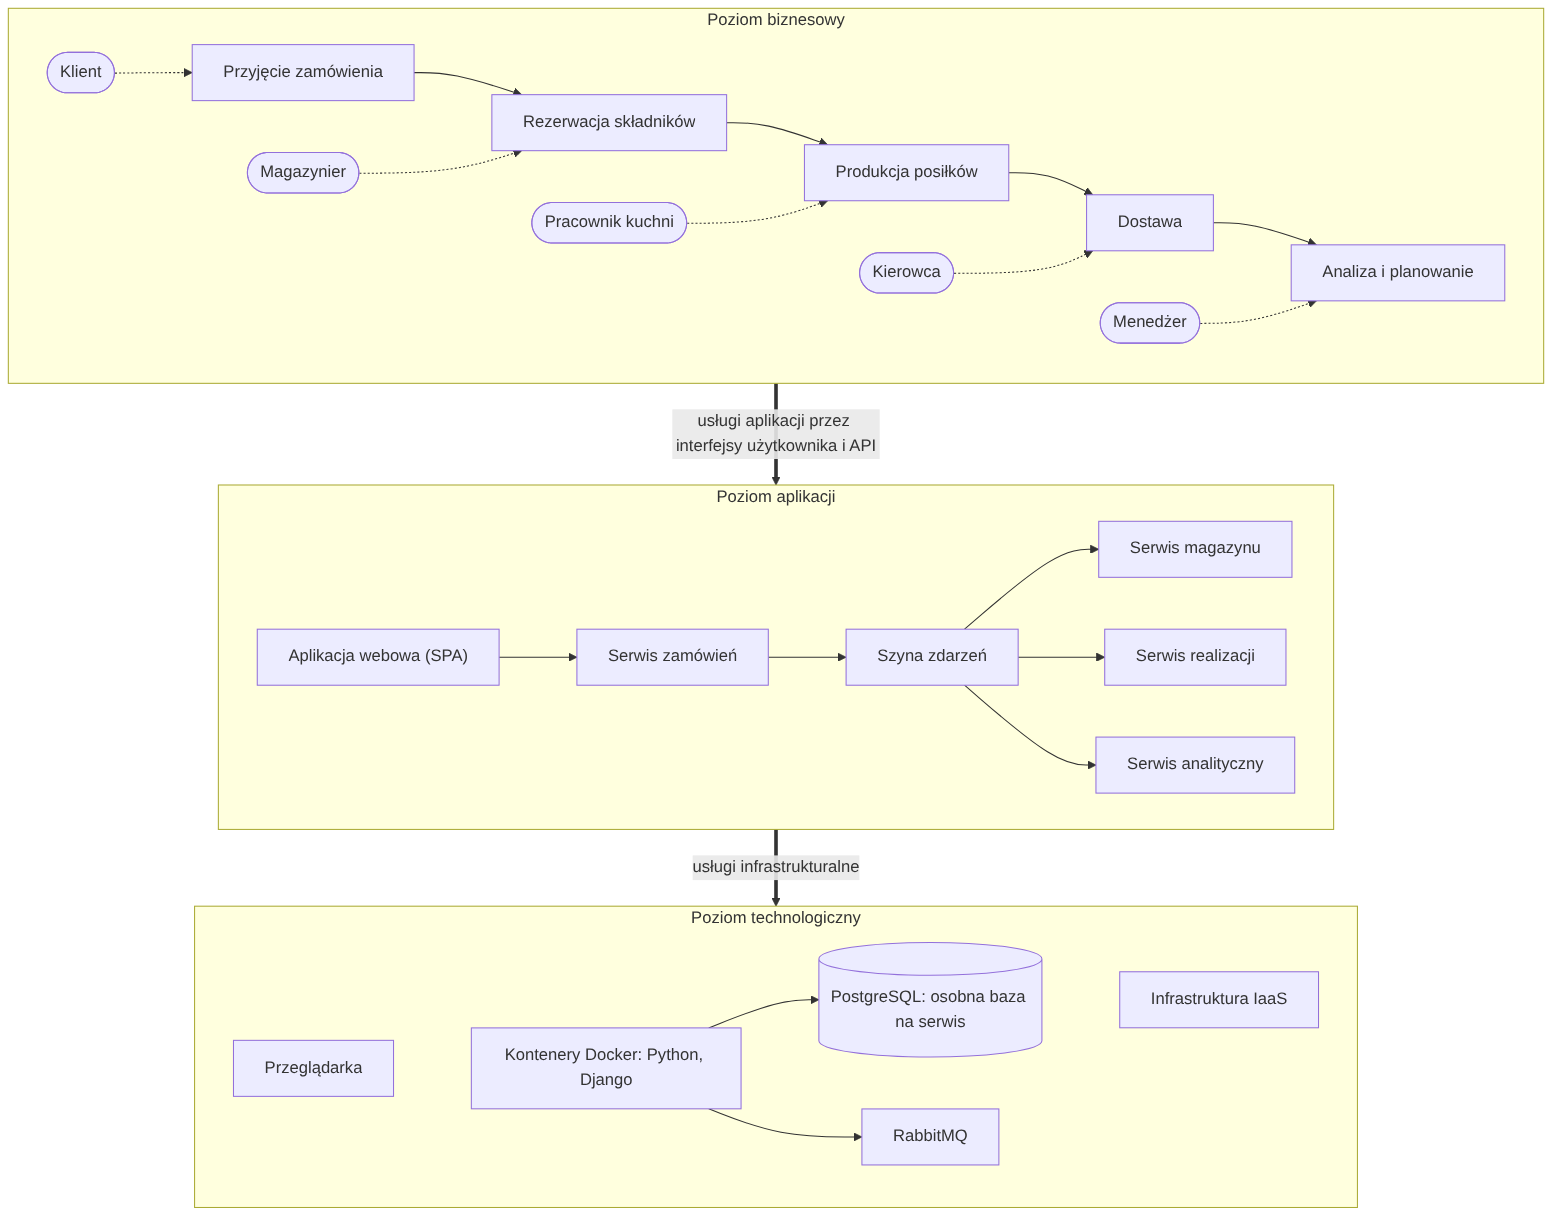 Poziom biznesowy
Klient
Przyjęcie zamówienia
Rezerwacja składników
Magazynier
Produkcja posiłków
Pracownik kuchni
Dostawa
Kierowca
Analiza i planowanie
Menedżer
usługi aplikacji przez
interfejsy użytkownika i API
Poziom aplikacji
Serwis magazynu
Aplikacja webowa (SPA)
Serwis zamówień
Szyna zdarzeń
Serwis realizacji
Serwis analityczny
usługi infrastrukturalne
Poziom technologiczny
PostgreSQL: osobna baza
na serwis
Infrastruktura IaaS
Przeglądarka
Kontenery Docker: Python,
Django
RabbitMQ